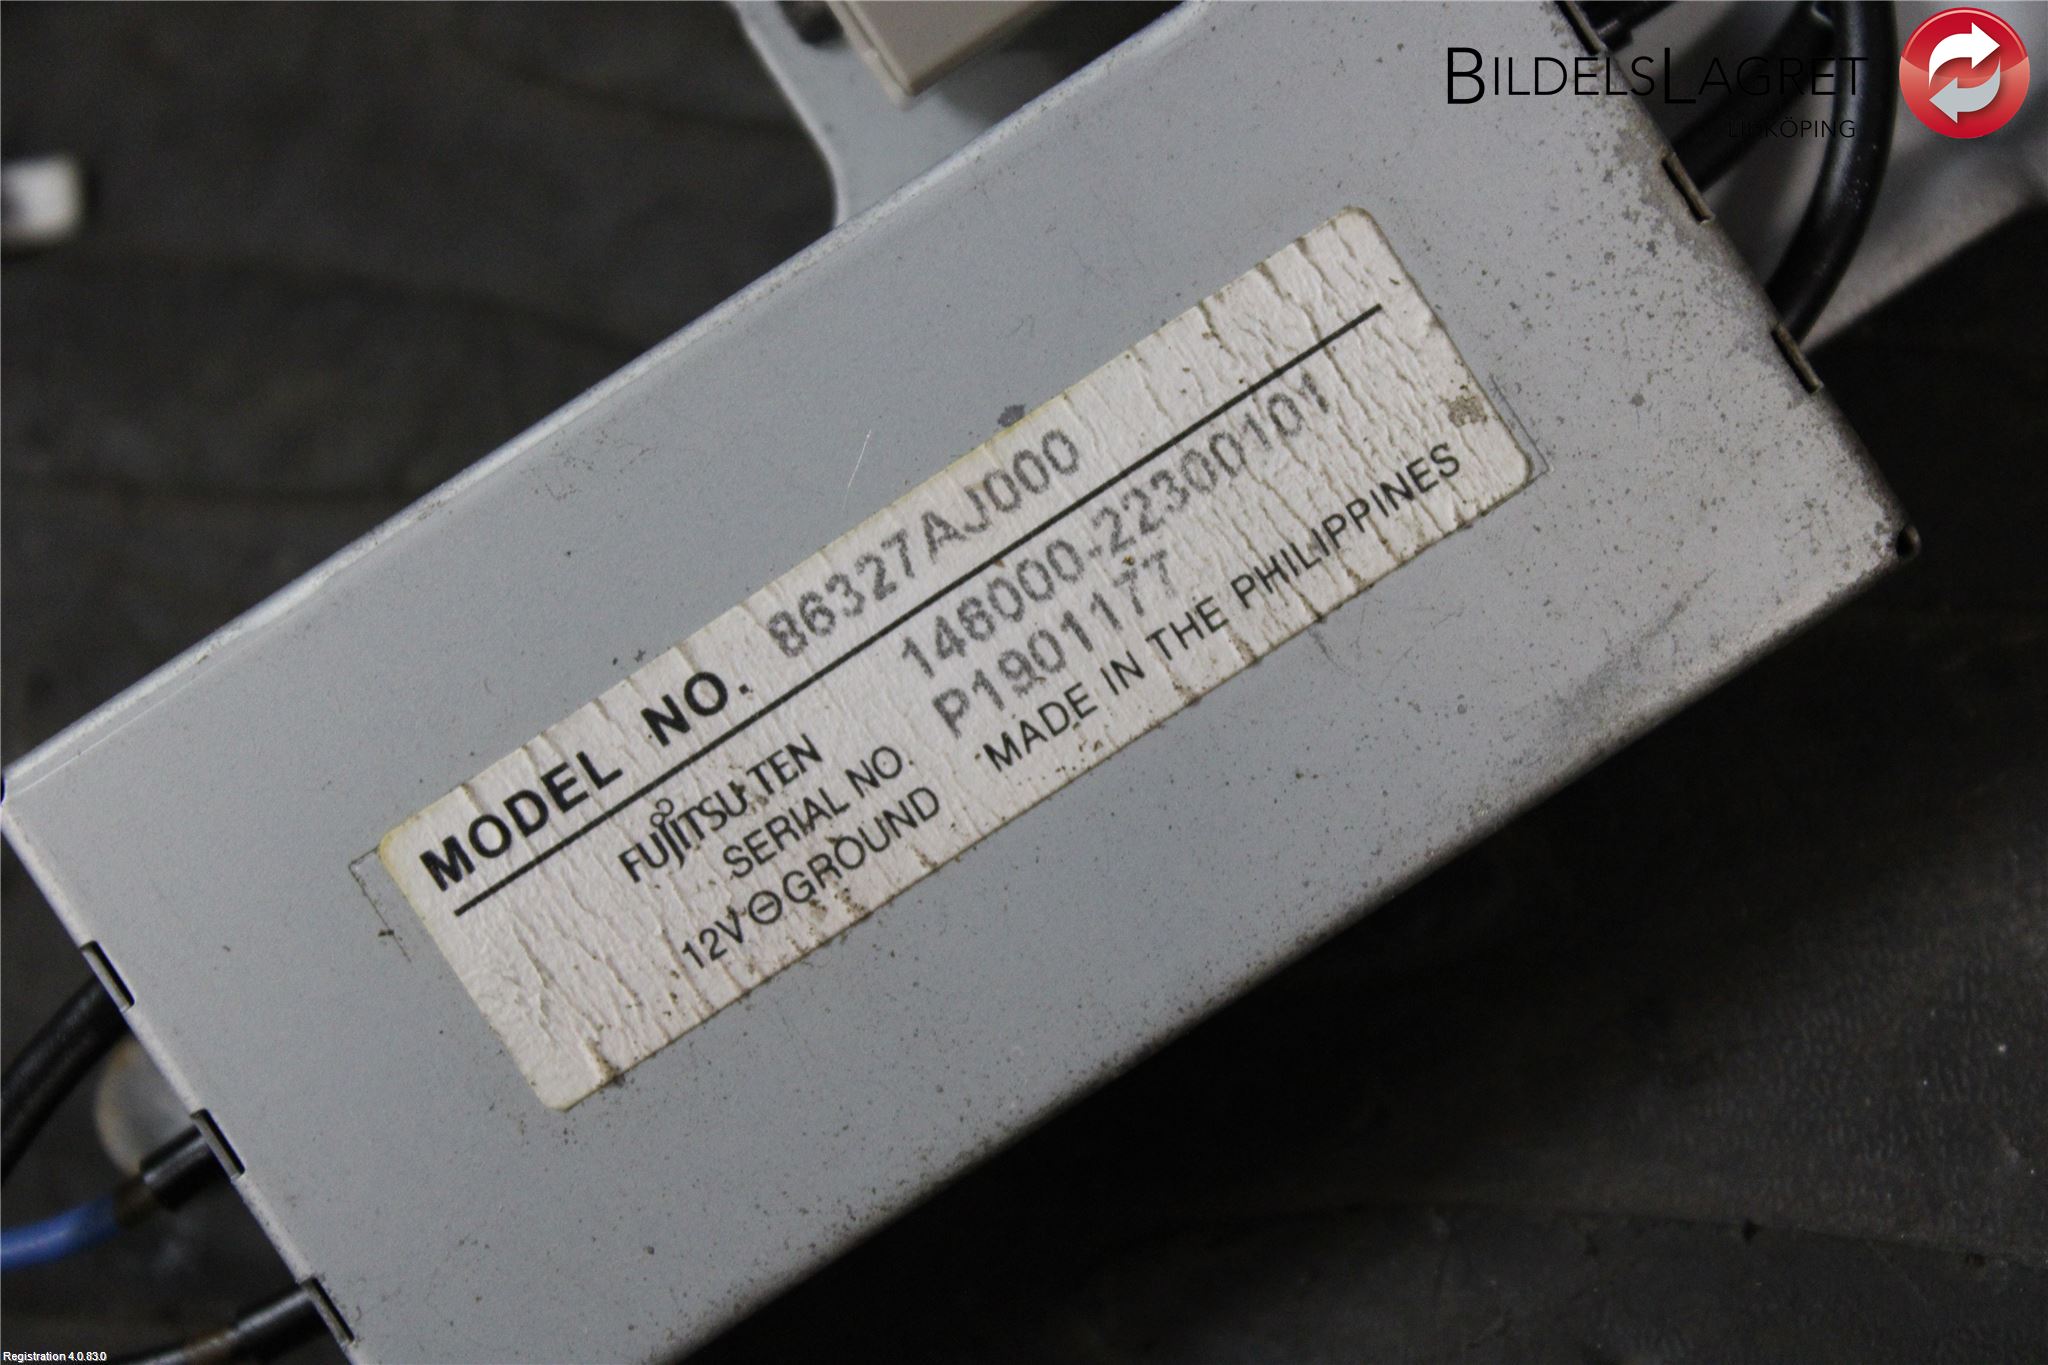 BILDELSLAGRET
LINKÖPING
MODEL NO. 86327AJ000
FUJITSU TEN 146000-22300101
SERIAL NO. P1901177
12V⊖GROUND MADE IN THE PHILIPPINES
Registration 4.0.83.0